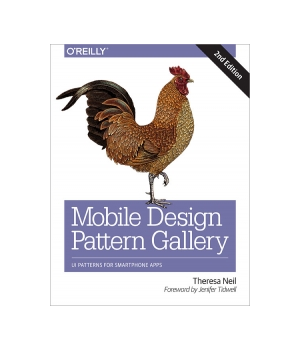 O'REILLY®
2nd Edition
Mobile Design
Pattern Gallery
UI PATTERNS FOR SMARTPHONE APPS
Theresa Neil
Foreword by Jenifer Tidwell